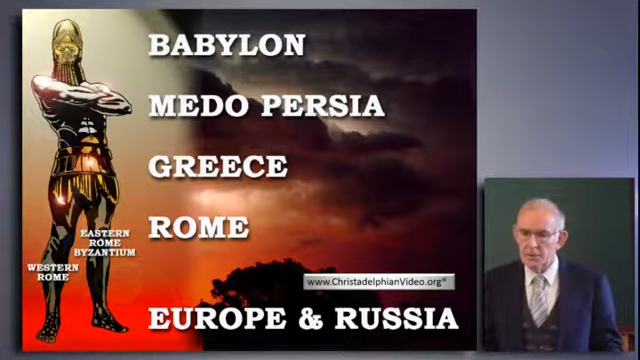 BABYLON
MEDO PERSIA
GREECE
ROME
EASTERN
ROME
BYZANTIUM
WESTERN
ROME
www.ChristadelphianVideo.org
EUROPE & RUSSIA